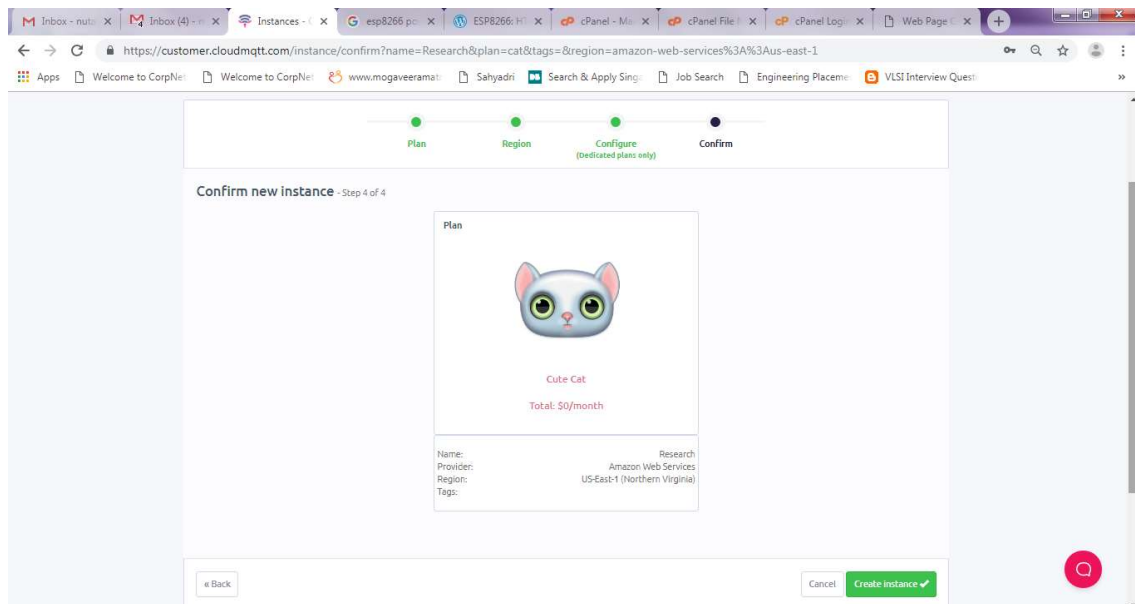 Inbox - nuta
Inbox (4) - n
Instances - C
esp8266 po
ESP8266: HT
cPanel - Ma
cPanel File
cPanel Login
Web Page C
https://customer.cloudmqtt.com/instance/confirm?name=Research&plan=cat&tags=&region=amazon-web-services%3A%3Aus-east-1
Apps
Welcome to CorpNet
Welcome to CorpNet
www.mogaveeramat
Sahyadri
Search & Apply Sing
Job Search
Engineering Placeme
VLSI Interview Quest
»
Plan
Region
Configure
(Dedicated plans only)
Confirm
Confirm new instance - Step 4 of 4
Plan
Cute Cat
Total: $0/month
Name: Research
Provider: Amazon Web Services
Region: US-East-1 (Northern Virginia)
Tags:
« Back
Cancel
Create instance ✔